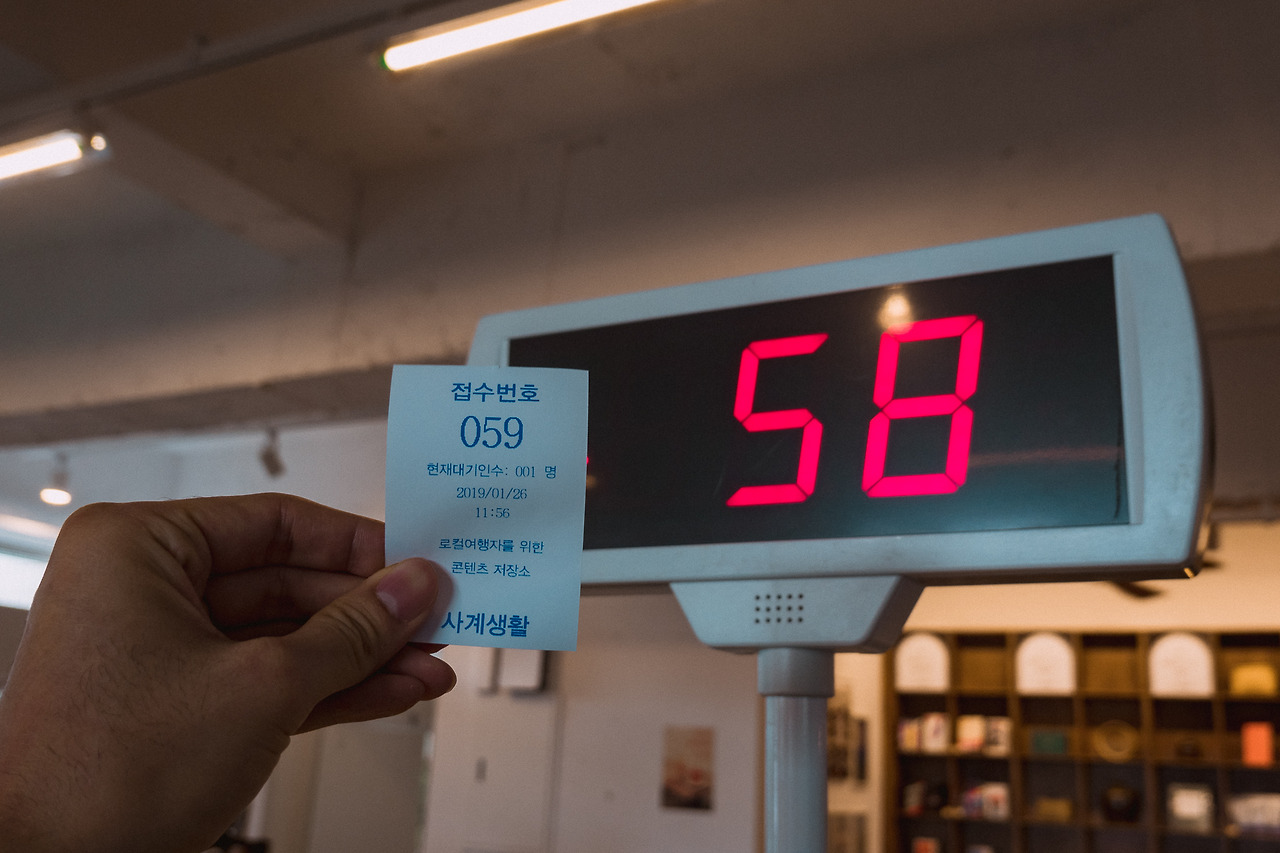 접수번호
059
현재대기인수: 001 명
2019/01/26
11:56
로컬여행자를 위한
콘텐츠 저장소
사계생활
58